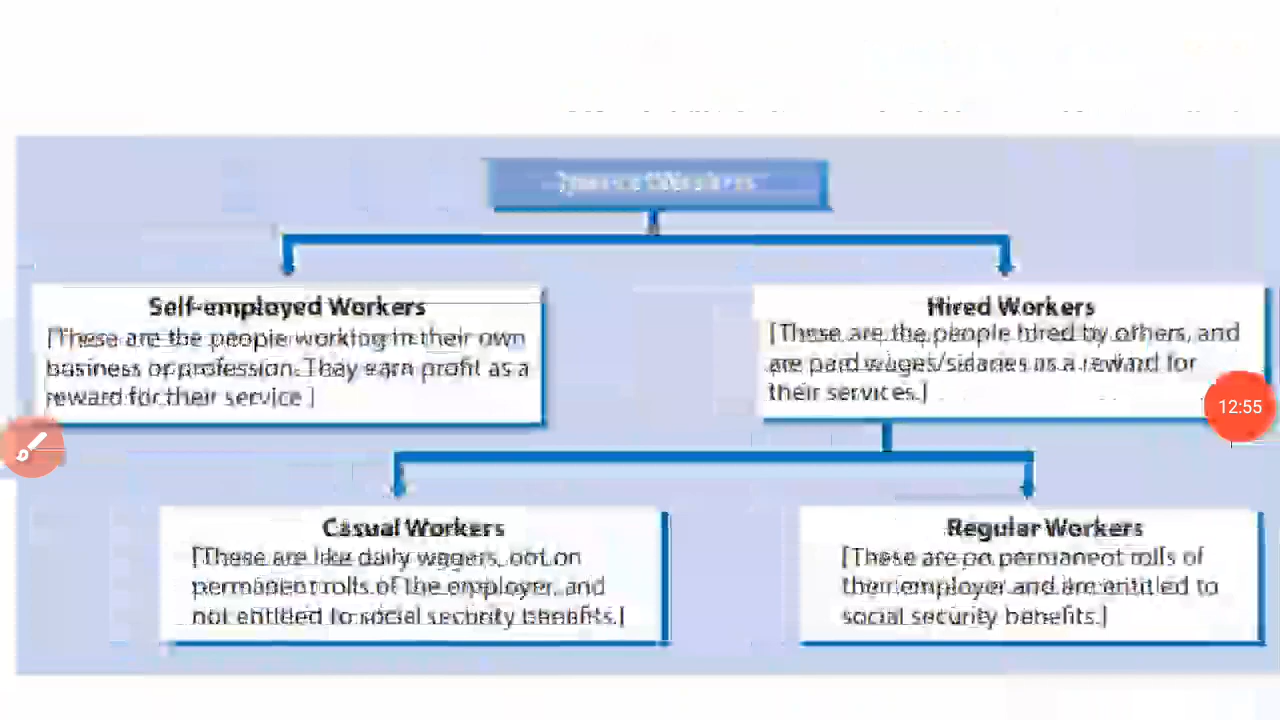 Workers
Self-employed Workers
[These are the people working in their own
business or profession. They earn profit as a
reward for their service ]
Hired Workers
[These are the people hired by others, and
are paid wages/salaries as a reward for
their services.]
12:55
Casual Workers
[These are like daily wagers, not on
permanent rolls of the employer, and
not entitled to social security benefits.]
Regular Workers
[These are on permanent rolls of
their employer and are entitled to
social security benefits.]